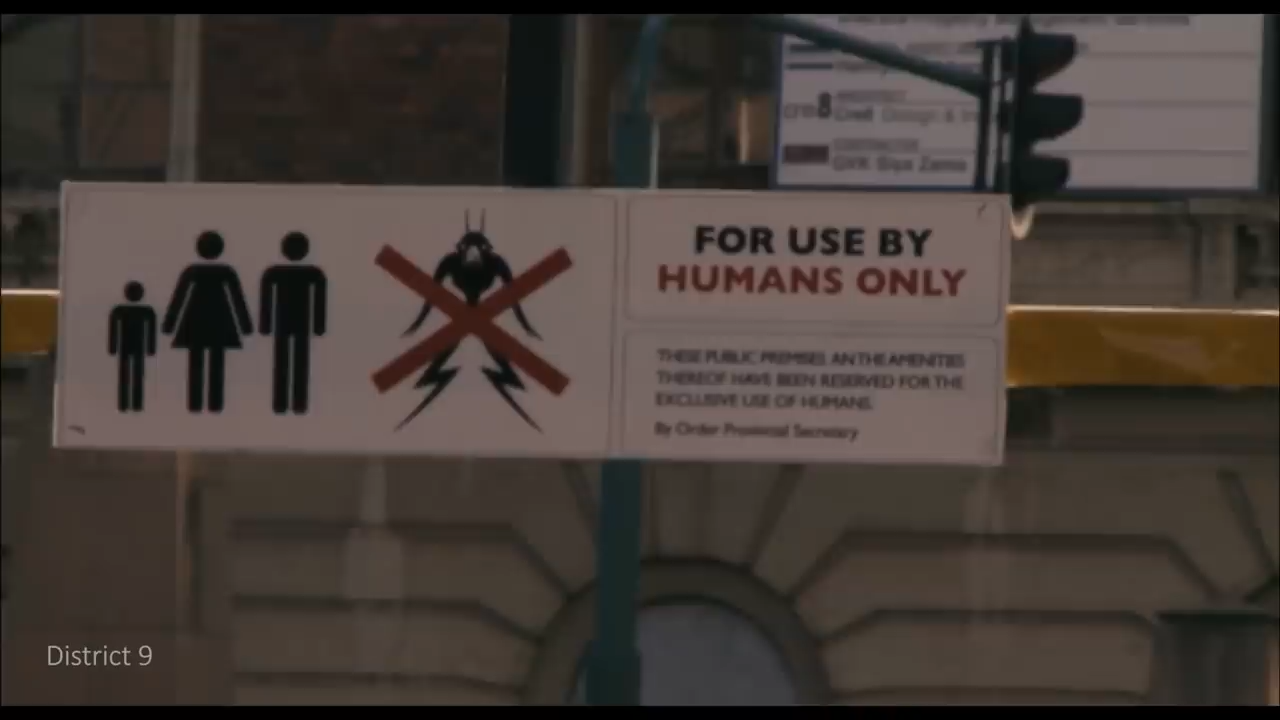 8
FOR USE BY
HUMANS ONLY
THESE PUBLIC PREMISES AN THE AMENITIES
THEREOF HAVE BEEN RESERVED FOR THE
EXCLUSIVE USE OF HUMANS.
By Order Provincial Secretary
District 9